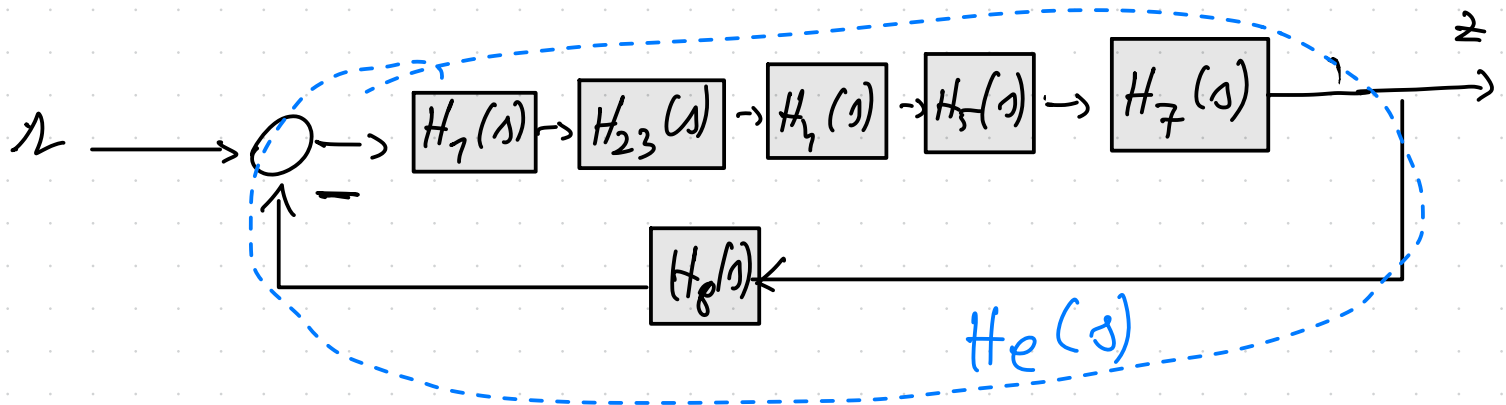 r
z
H₁(s)
H₂₃(s)
H₄(s)
H₅(s)
H₇(s)
−
H₈(s)
He(s)